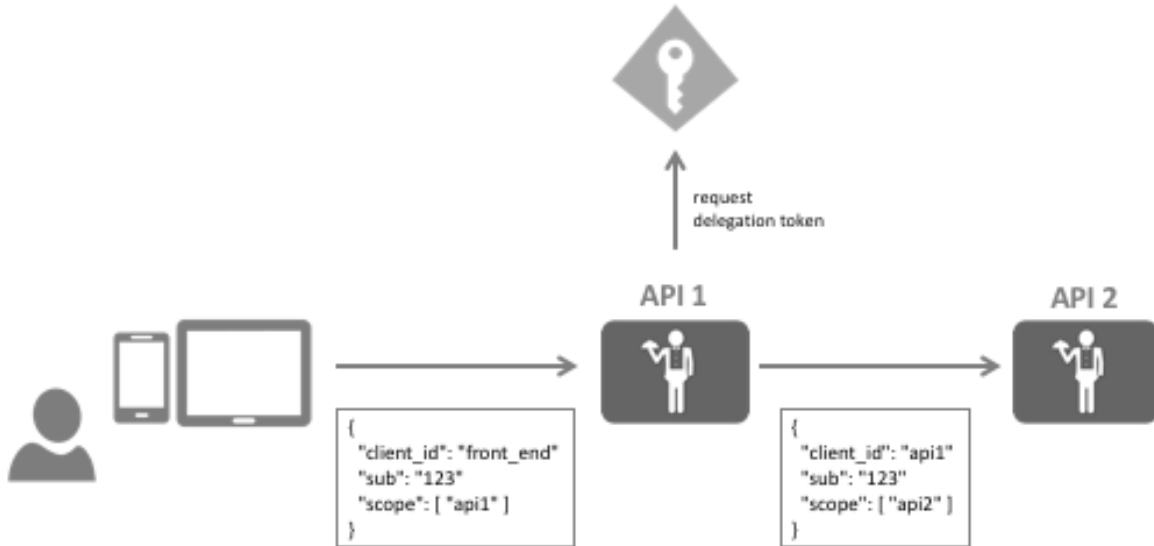 request
delegation token
API 1
API 2
{
"client_id": "front_end"
"sub": "123"
"scope": [ "api1" ]
}
{
"client_id": "api1"
"sub": "123"
"scope": [ "api2" ]
}